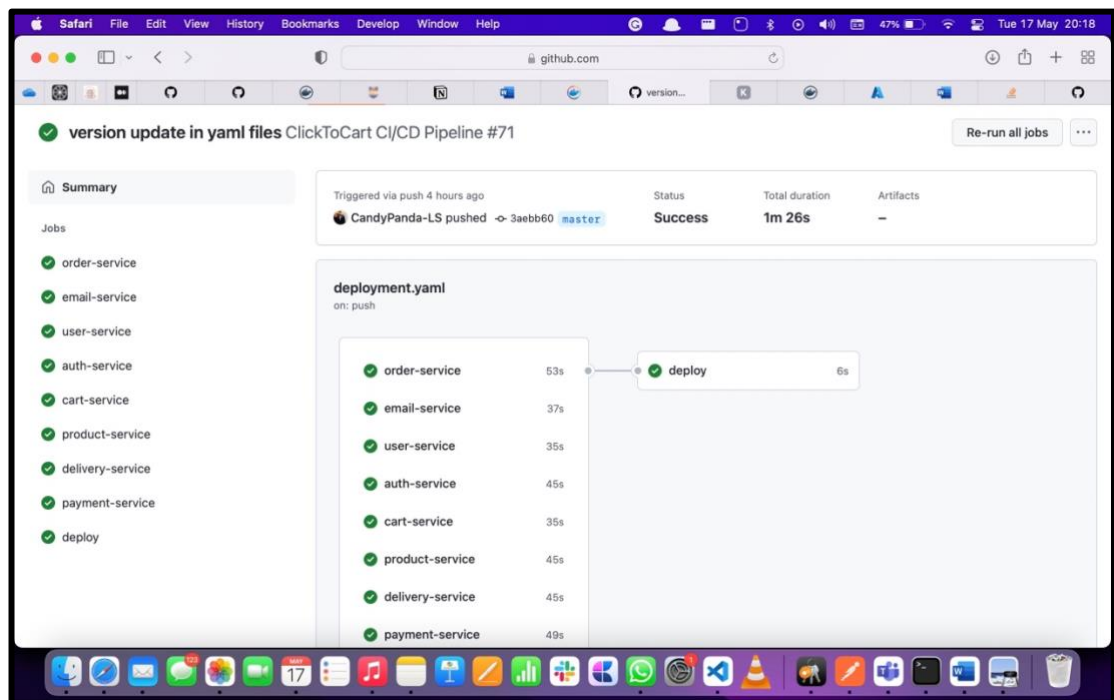 Safari File Edit View History Bookmarks Develop Window Help 47% Tue 17 May 20:18
github.com
version...
version update in yaml files ClickToCart CI/CD Pipeline #71
Re-run all jobs
Summary
Jobs
order-service
email-service
user-service
auth-service
cart-service
product-service
delivery-service
payment-service
deploy
Triggered via push 4 hours ago
CandyPanda-LS pushed 3aebb60 master
Status
Success
Total duration
1m 26s
Artifacts
–
deployment.yaml
on: push
order-service 53s
email-service 37s
user-service 35s
auth-service 45s
cart-service 35s
product-service 45s
delivery-service 45s
payment-service 49s
deploy 6s
MAY
17